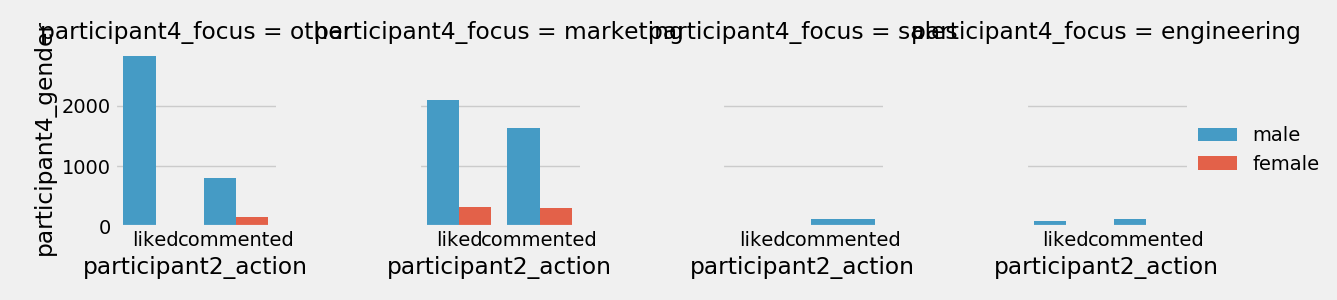 participant4_focus = other
participant4_focus = marketing
participant4_focus = sales
participant4_focus = engineering
participant4_gender
2000
1000
0
liked commented
liked commented
liked commented
liked commented
participant2_action
participant2_action
participant2_action
participant2_action
male
female